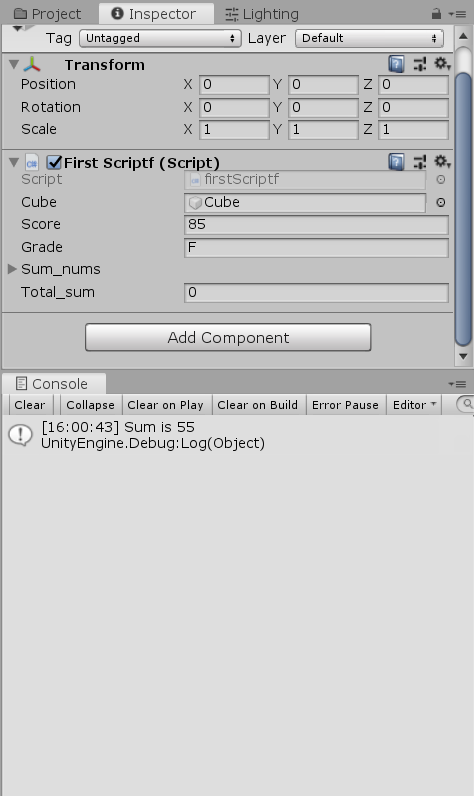 Project Inspector Lighting
Tag Untagged Layer Default
Transform
Position X 0 Y 0 Z 0
Rotation X 0 Y 0 Z 0
Scale X 1 Y 1 Z 1
First Scriptf (Script)
Script firstScriptf
Cube Cube
Score 85
Grade F
Sum_nums
Total_sum 0
Add Component
Console
Clear Collapse Clear on Play Clear on Build Error Pause Editor
[16:00:43] Sum is 55
UnityEngine.Debug:Log(Object)